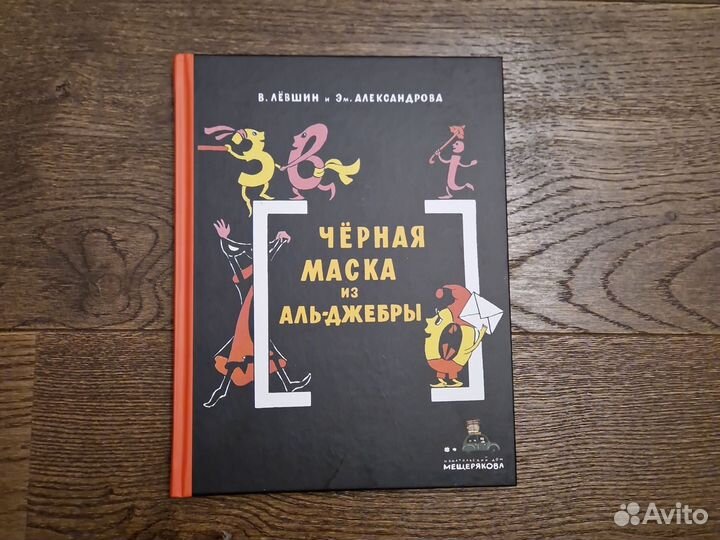 В. ЛЁВШИН И ЭМ. АЛЕКСАНДРОВА
ЧЁРНАЯ
МАСКА
ИЗ
АЛЬ-ДЖЕБРЫ
ИЗДАТЕЛЬСКИЙ ДОМ
МЕЩЕРЯКОВА
Avito